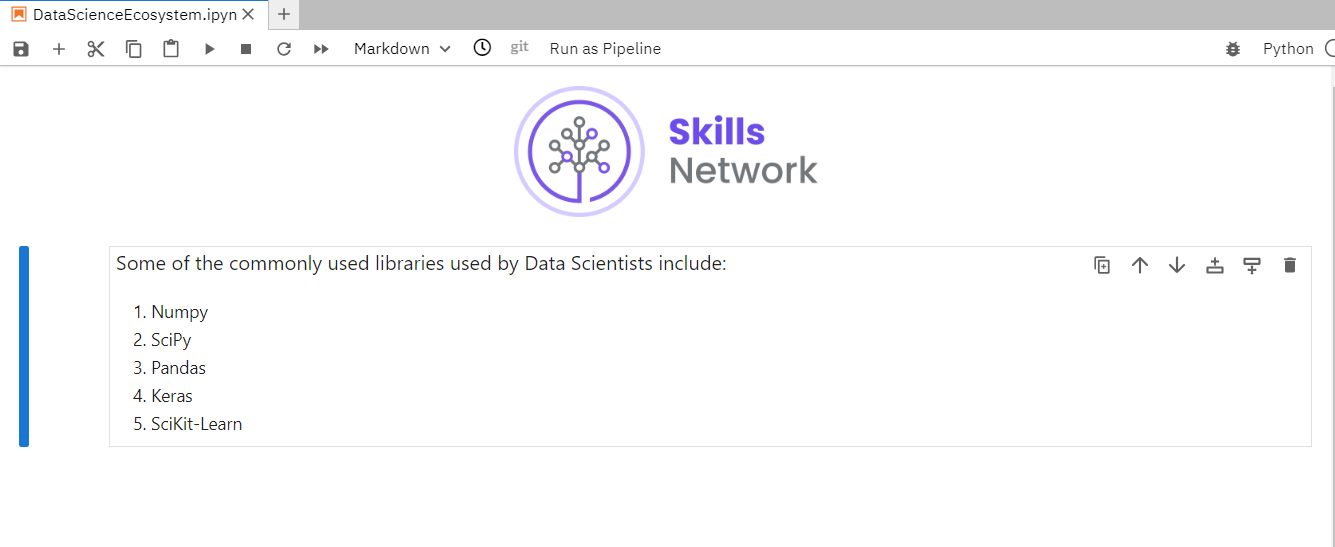 DataScienceEcosystem.ipyn
Markdown git Run as Pipeline Python
Skills
Network
Some of the commonly used libraries used by Data Scientists include:
1. Numpy
2. SciPy
3. Pandas
4. Keras
5. SciKit-Learn